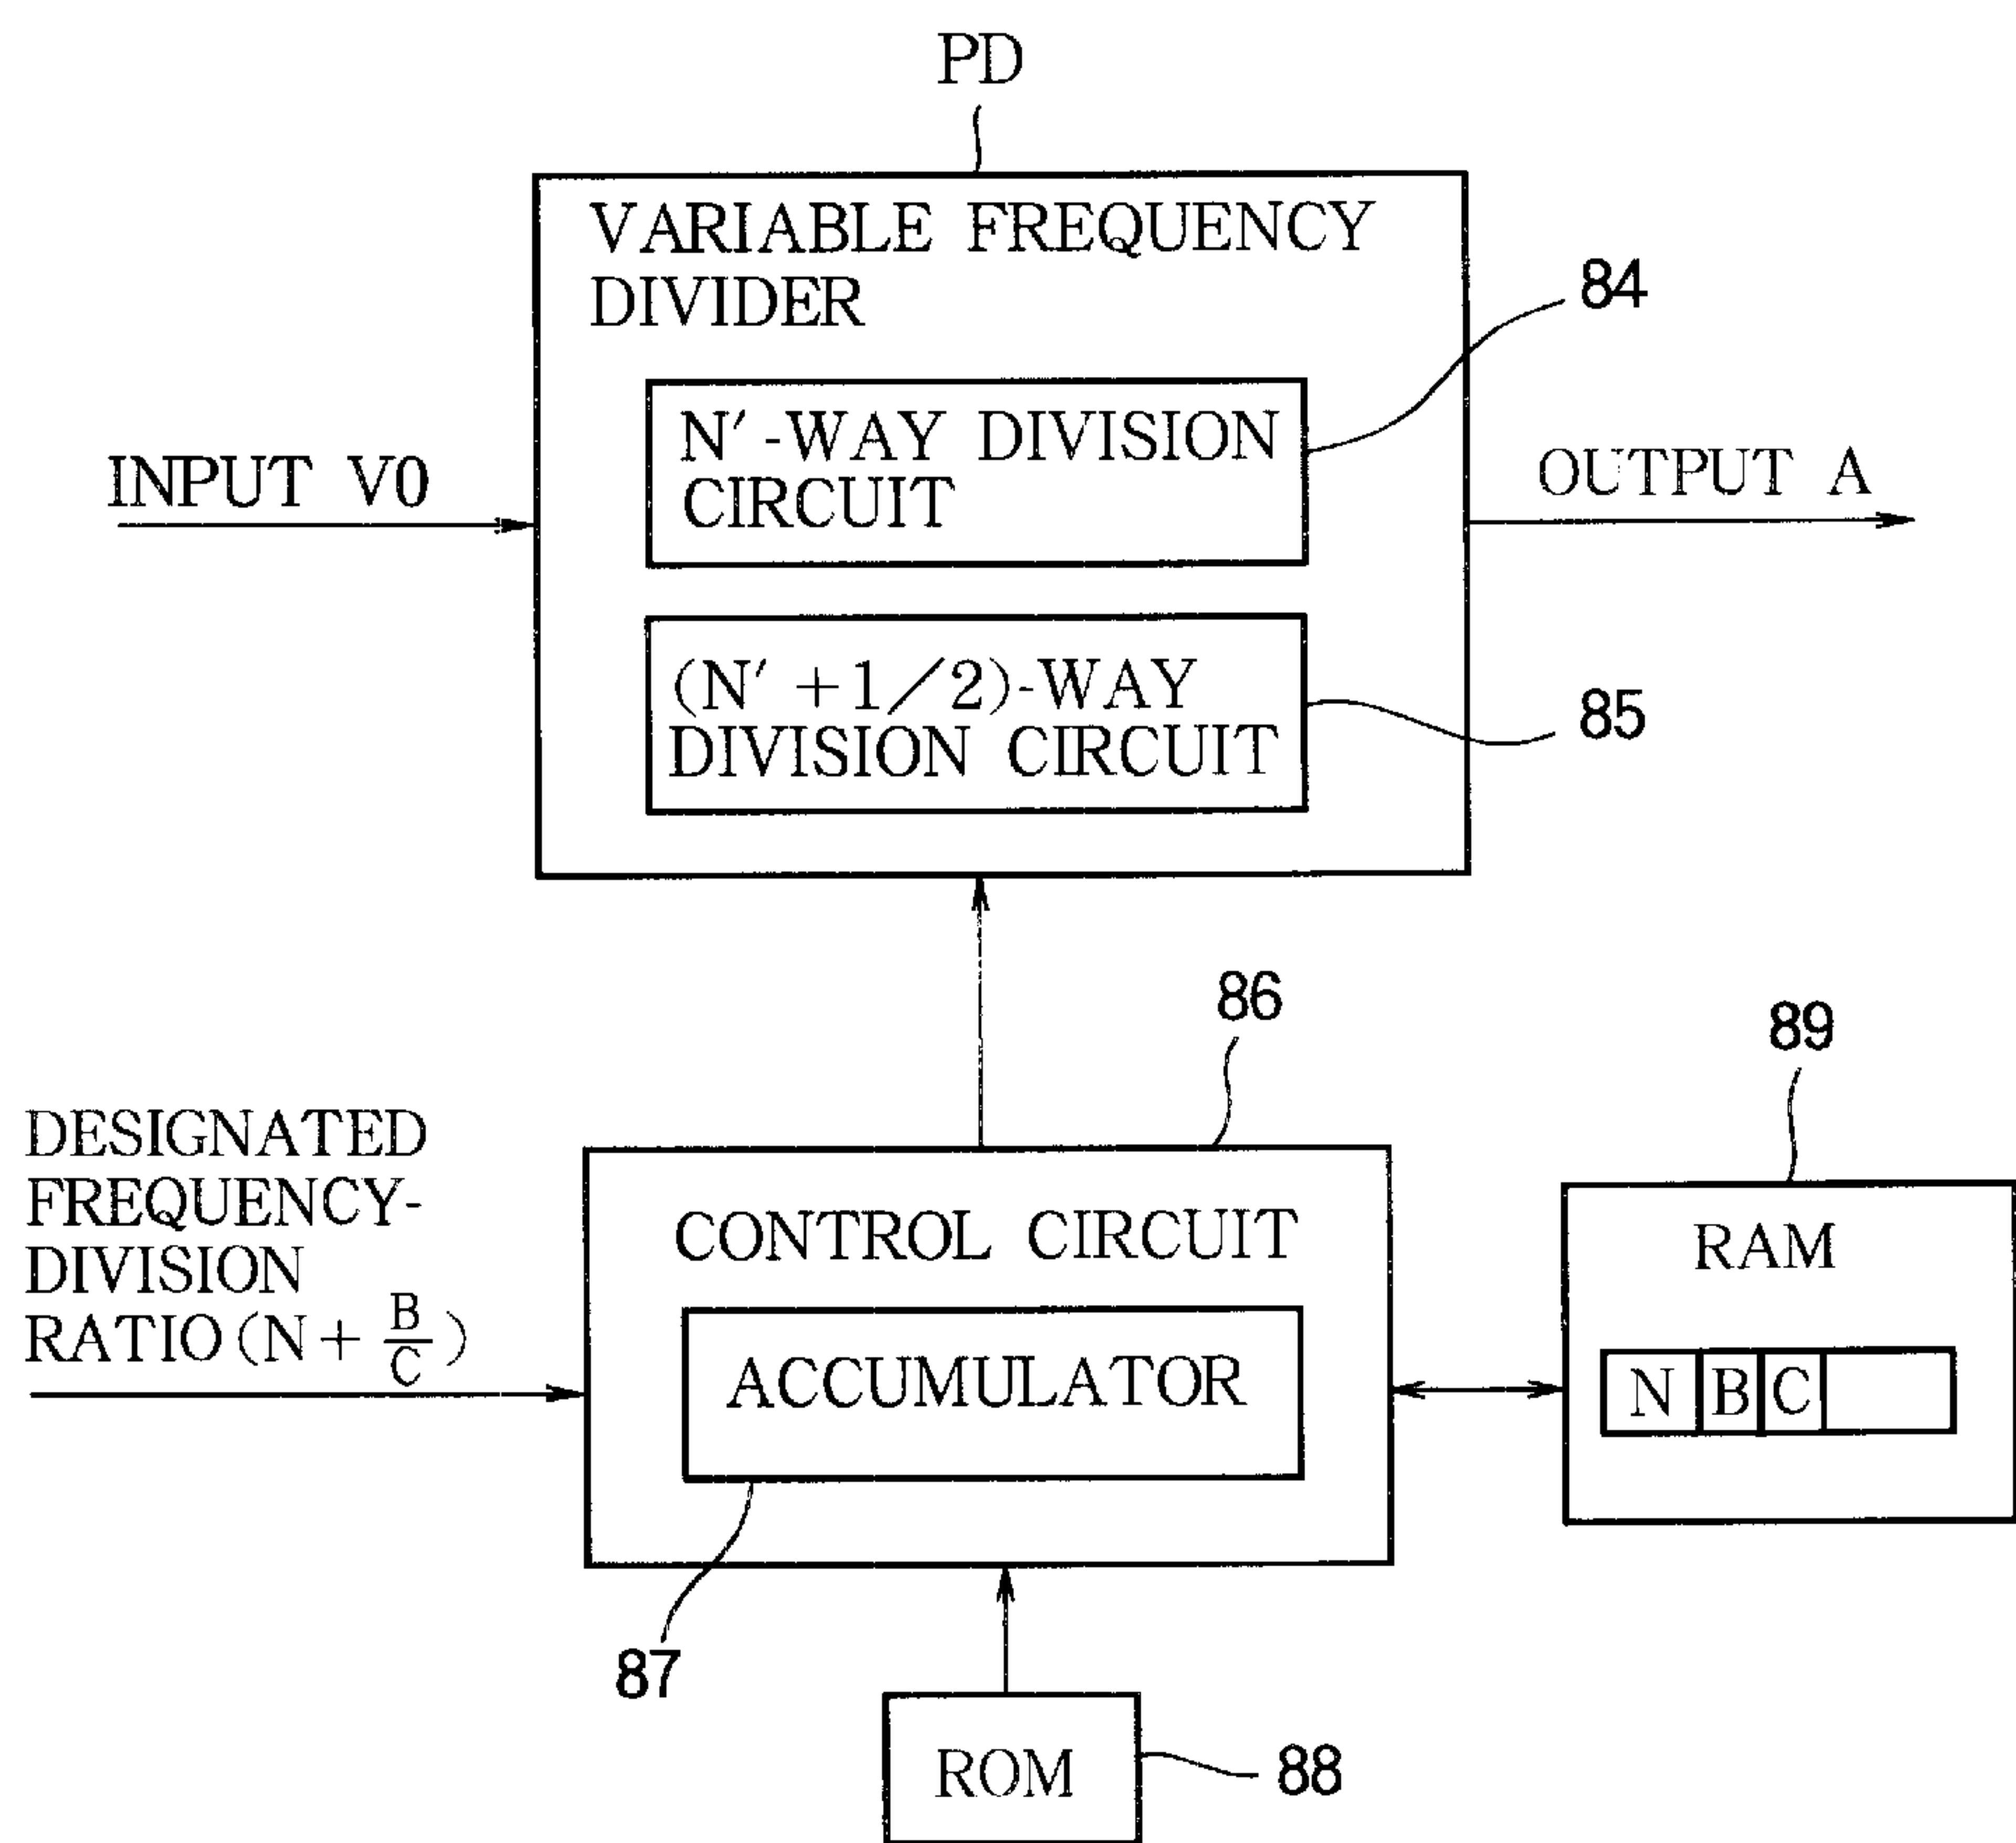 PD
VARIABLE FREQUENCY
DIVIDER
84
N′-WAY DIVISION
CIRCUIT
INPUT V0
OUTPUT A
(N′+1/2)-WAY
DIVISION CIRCUIT
85
86
89
DESIGNATED
FREQUENCY-
DIVISION
RATIO (N + B/C)
CONTROL CIRCUIT
ACCUMULATOR
RAM
N B C
87
ROM
88